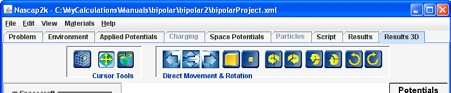 Nascap2k - C:\MyCalculations\Manuals\bipolar\bipolar2\bipolarProject.xml
File Edit View Materials Help
Problem Environment Applied Potentials Charging Space Potentials Particles Script Results Results 3D
Cursor Tools Direct Movement & Rotation
Potentials